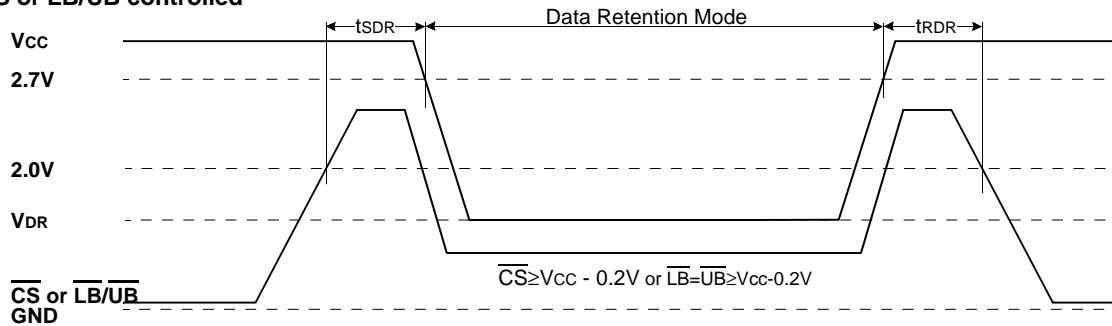 or LB/UB controlled
tSDR
Data Retention Mode
tRDR
VCC
2.7V
2.0V
VDR
CS≥VCC - 0.2V or LB=UB≥Vcc-0.2V
CS or LB/UB
GND